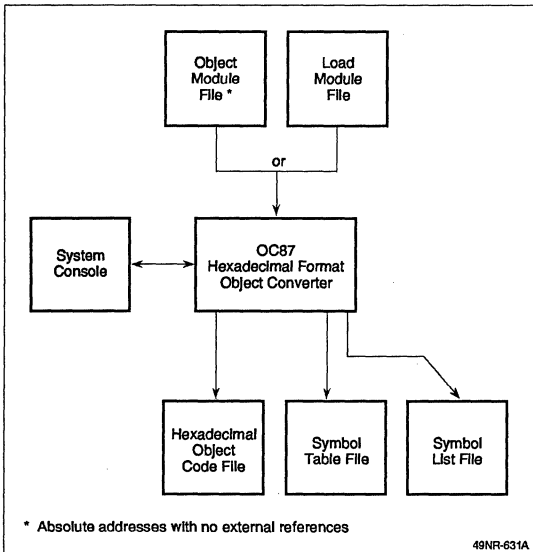 Object
Module
File *
Load
Module
File
or
System
Console
OC87
Hexadecimal Format
Object Converter
Hexadecimal
Object
Code File
Symbol
Table File
Symbol
List File
* Absolute addresses with no external references
49NR-631A